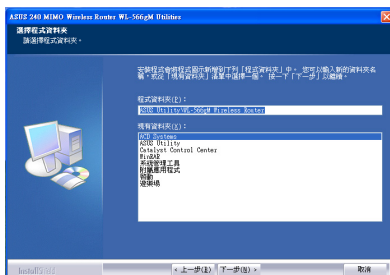 ASUS 240 MIMO Wireless Router WL-566gM Utilities
選擇程式資料夾
請選擇程式資料夾。
安裝程式會將程式圖示新增到下列「程式資料夾」中。 您可以輸入新的資料夾名
稱，或從「現有資料夾」清單中選擇一個。 按一下「下一步」以繼續。
程式資料夾(P)：
ASUS Utility\WL-566gM Wireless Router
現有資料夾(X)：
ACD Systems
ASUS Utility
Catalyst Control Center
WinRAR
系統管理工具
附屬應用程式
啟動
遊樂場
InstallShield
< 上一步(B)
下一步(N) >
取消